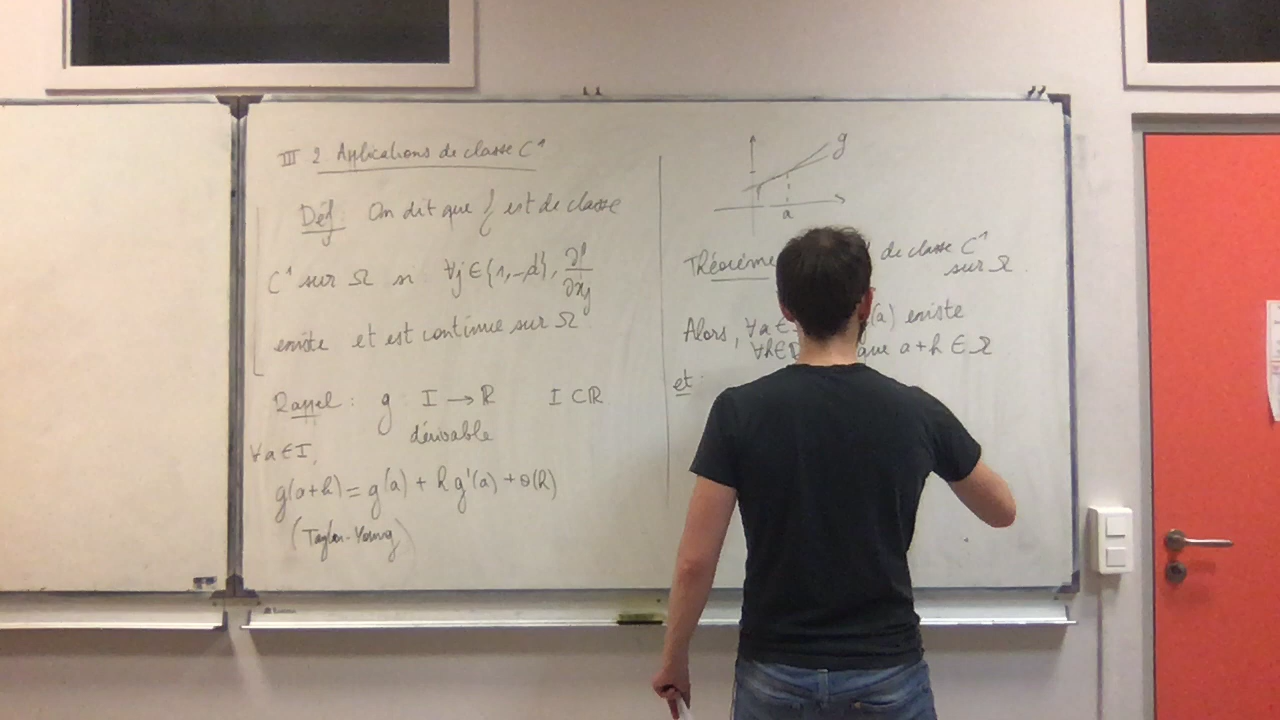 III 2 Applications de classe C¹
Déf On dit que f est de classe
C¹ sur Ω si ∀j ∈ {1,–,d}, ∂f/∂xj
existe et est continue sur Ω
Rappel : g I → ℝ I ⊂ ℝ
dérivable
∀a ∈ I,
g(a+h) = g(a) + h g'(a) + o(h)
(Taylor-Young)
g
a
Théorème de classe C¹
sur Ω.
Alors, ∀a ∈ (a) existe
∀h ∈ que a+h ∈ Ω
et